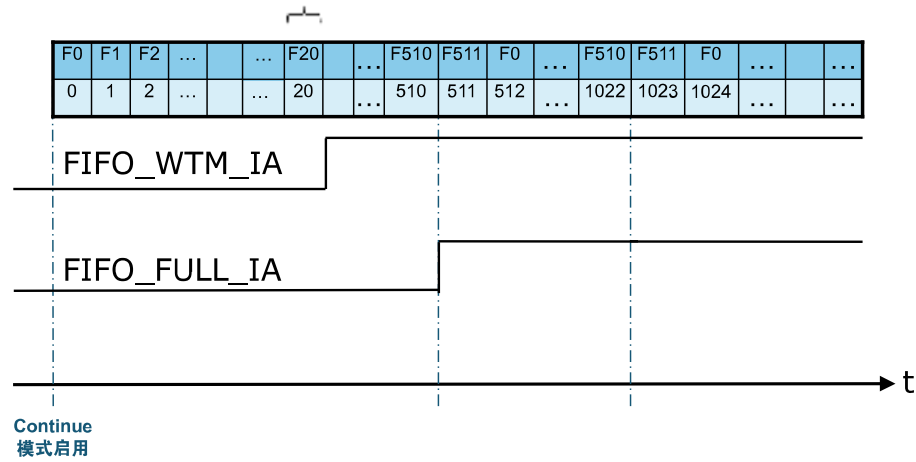 F0 F1 F2 ... ... F20 ... F510 F511 F0 ... F510 F511 F0 ... ...
0 1 2 ... ... 20 ... 510 511 512 ... 1022 1023 1024 ... ...
FIFO_WTM_IA
FIFO_FULL_IA
t
Continue
模式启用